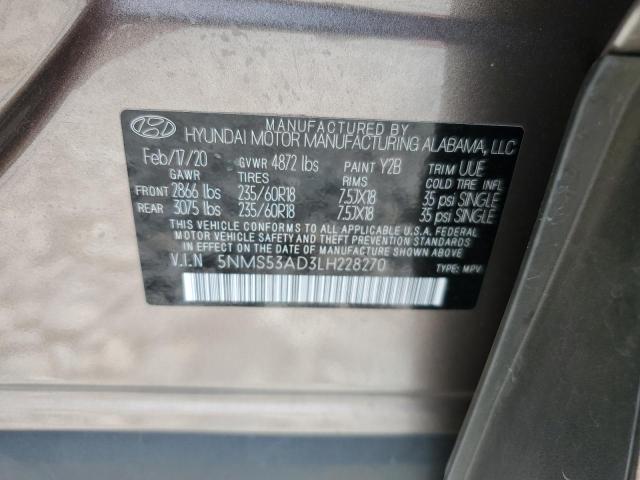 MANUFACTURED BY
HYUNDAI MOTOR MANUFACTURING ALABAMA, LLC
Feb/17/20 GVWR 4872 lbs PAINT Y2B TRIM UUE
GAWR TIRES RIMS COLD TIRE INFL
FRONT 2866 lbs 235/60R18 7.5JX18 35 psi SINGLE
REAR 3075 lbs 235/60R18 7.5JX18 35 psi SINGLE
THIS VEHICLE CONFORMS TO ALL APPLICABLE U.S.A. FEDERAL
MOTOR VEHICLE SAFETY, BUMPER, AND THEFT PREVENTION STANDARDS
IN EFFECT ON THE DATE OF MANUFACTURE SHOWN ABOVE.
V.I.N 5NMS53AD3LH228270 TYPE: MPV